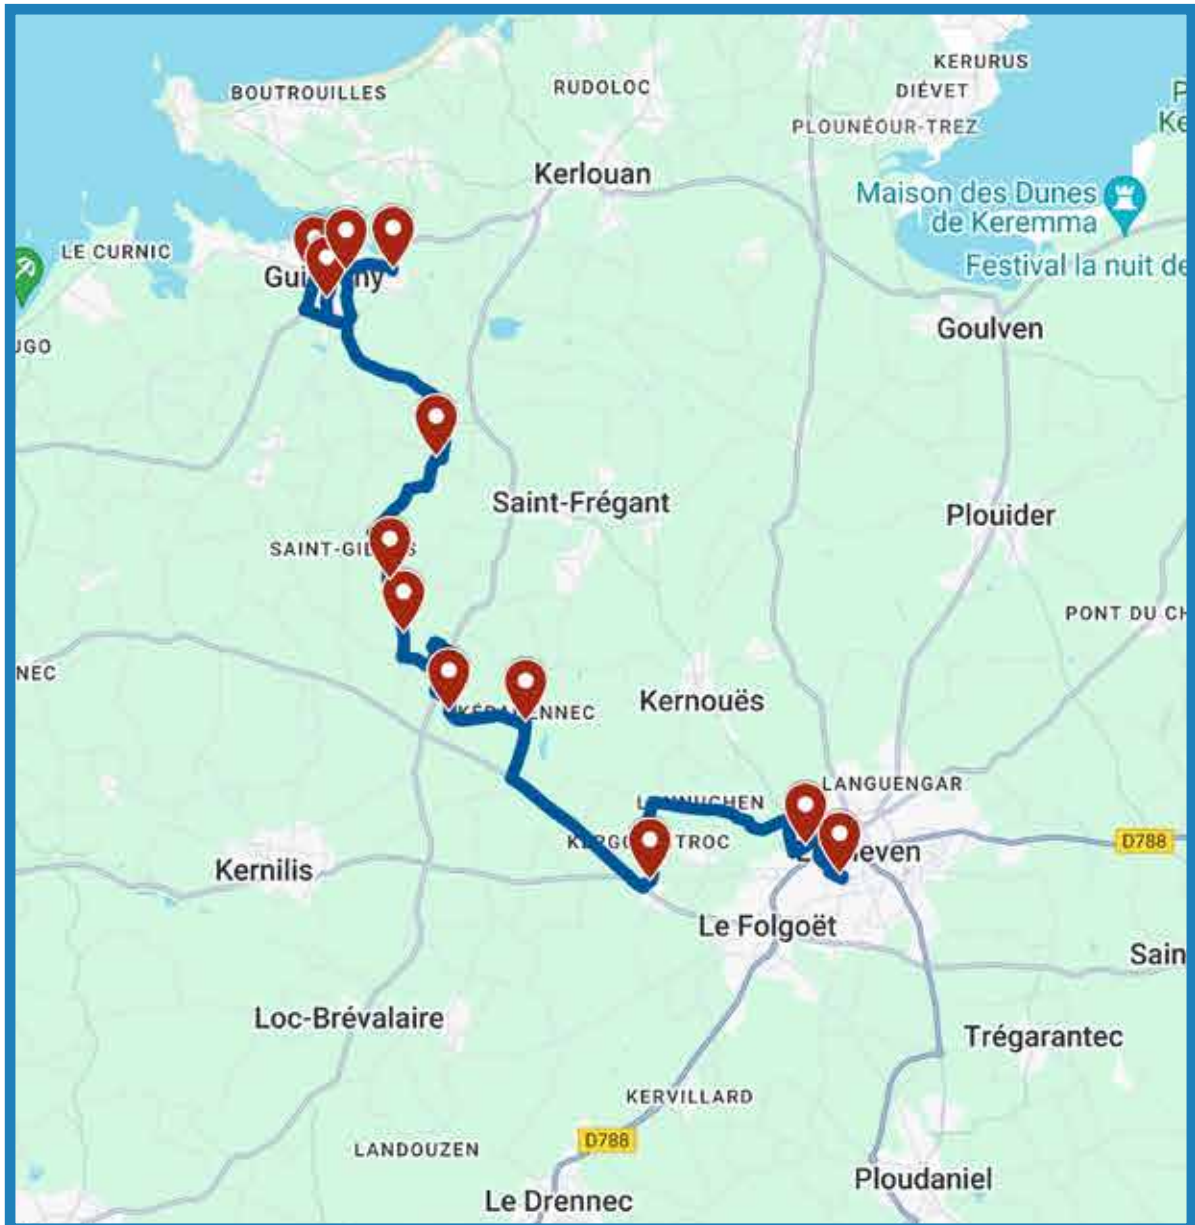 KERURUS
BOUTROUILLES
RUDOLOC
DIÉVET
PLOUNÉOUR-TREZ
Kerlouan
Maison des Dunes
de Keremma
LE CURNIC
Festival la nuit de
Goulven
Saint-Frégant
Plouider
PONT DU CH
Kernouës
LANGUENGAR
D788
Kernilis
Le Folgoët
Sain
Loc-Brévalaire
Trégarantec
KERVILLARD
D788
LANDOUZEN
Ploudaniel
Le Drennec